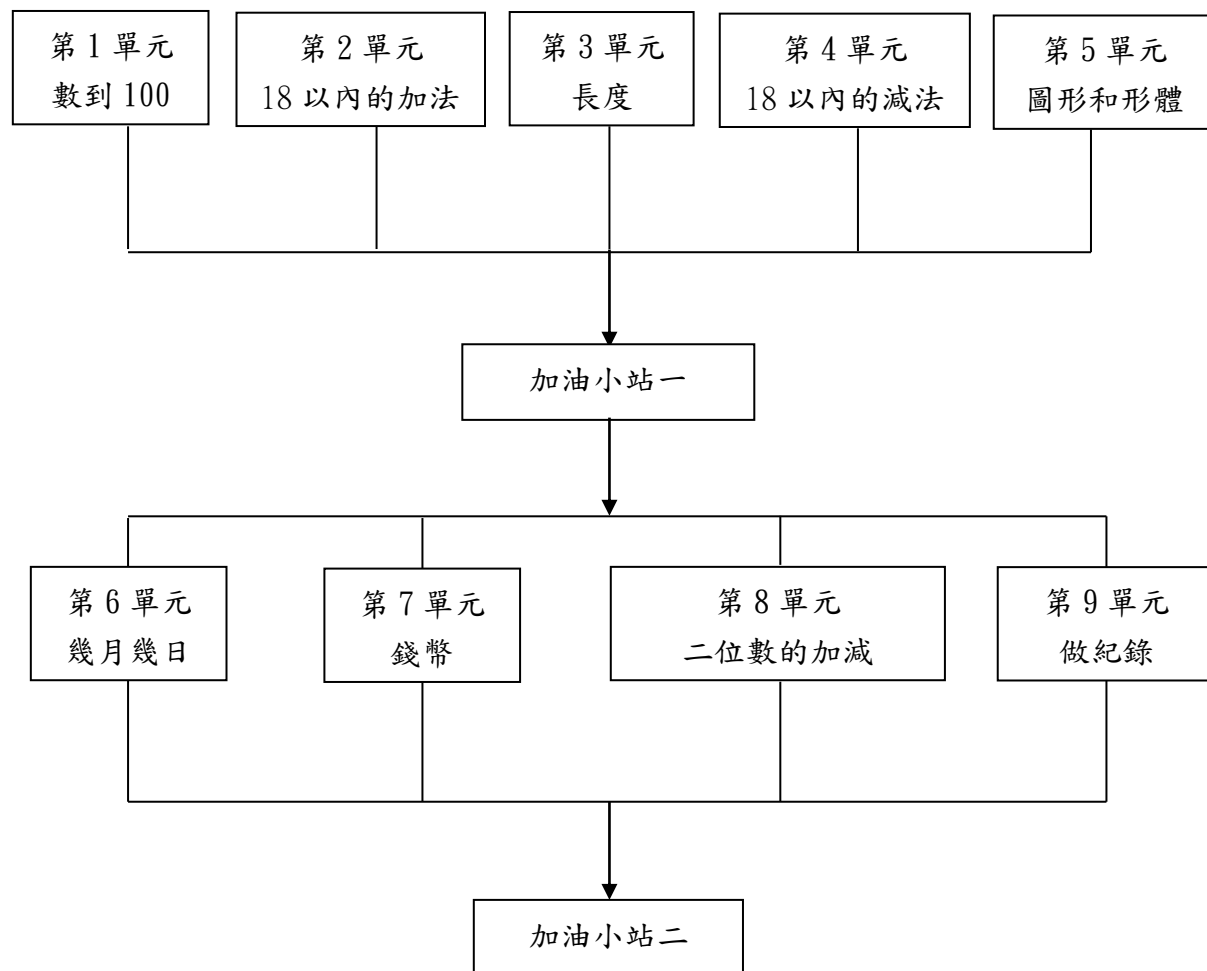 第1單元
數到100
第2單元
18以內的加法
第3單元
長度
第4單元
18以內的減法
第5單元
圖形和形體
加油小站一
第6單元
幾月幾日
第7單元
錢幣
第8單元
二位數的加減
第9單元
做紀錄
加油小站二